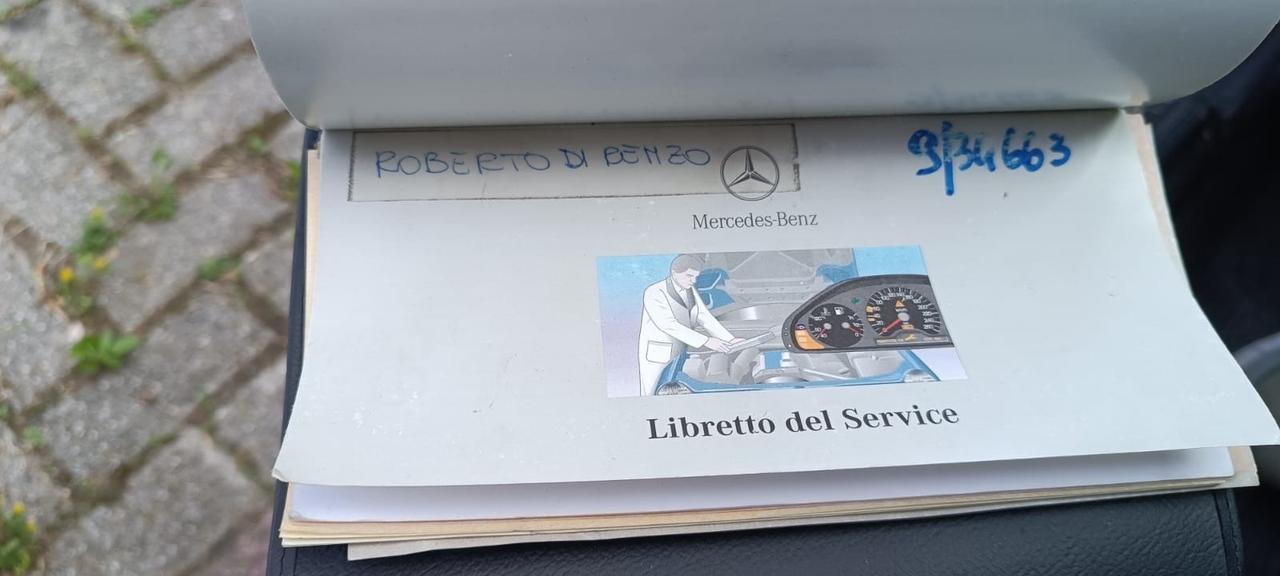 ROBERTO DI BENZO
9/34663
Mercedes-Benz
Libretto del Service